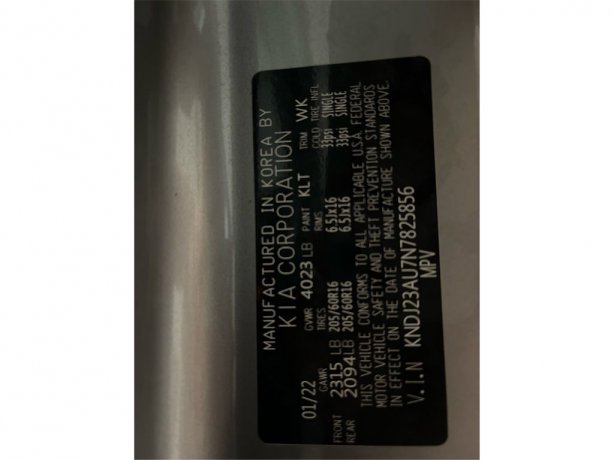 MANUFACTURED IN KOREA BY
KIA CORPORATION
01/22 GVWR 4023 LB PAINT KLT TRIM WK
GAWR TIRES RIMS COLD TIRE INFL
FRONT 2315 LB 205/60R16 6.5Jx16 33psi SINGLE
REAR 2094 LB 205/60R16 6.5Jx16 33psi SINGLE
THIS VEHICLE CONFORMS TO ALL APPLICABLE U.S.A. FEDERAL
MOTOR VEHICLE SAFETY AND THEFT PREVENTION STANDARDS
IN EFFECT ON THE DATE OF MANUFACTURE SHOWN ABOVE.
V.I.N KNDJ23AU7N7825856
MPV